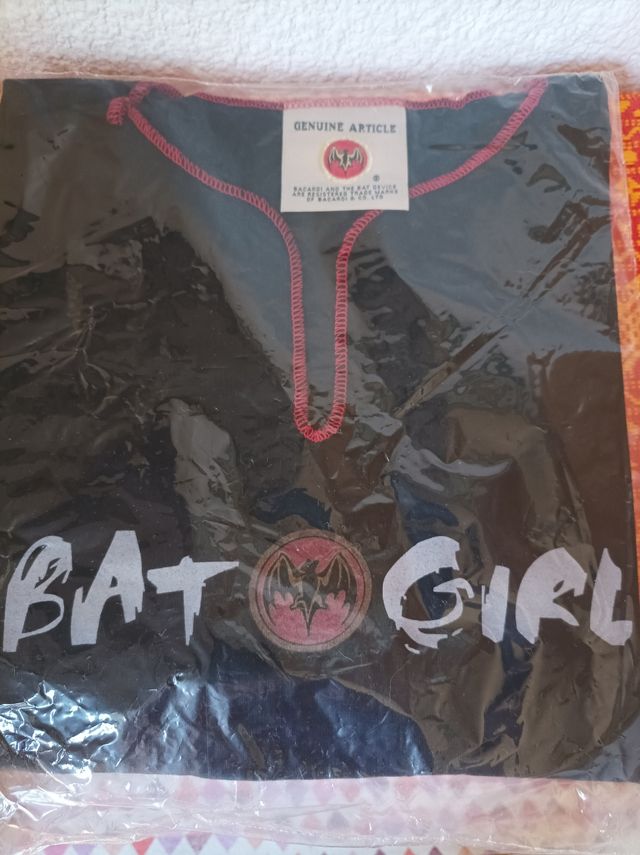 GENUINE ARTICLE
®
BACARDI AND THE BAT DEVICE
ARE REGISTERED TRADE MARKS
OF BACARDI & CO. LTD
BAT GIRL